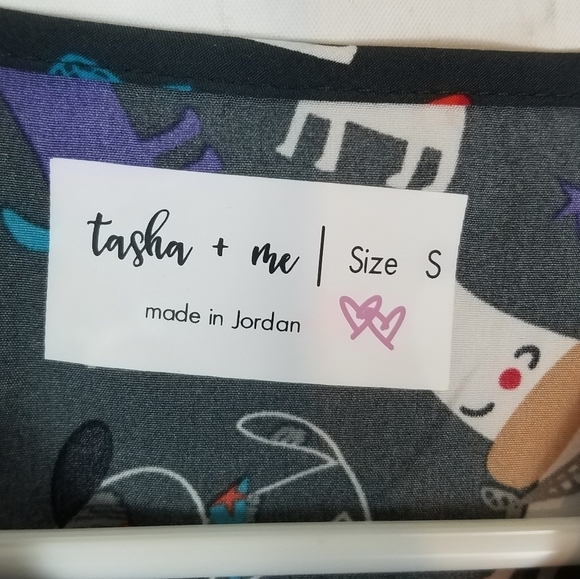 tasha + me | Size S
made in Jordan